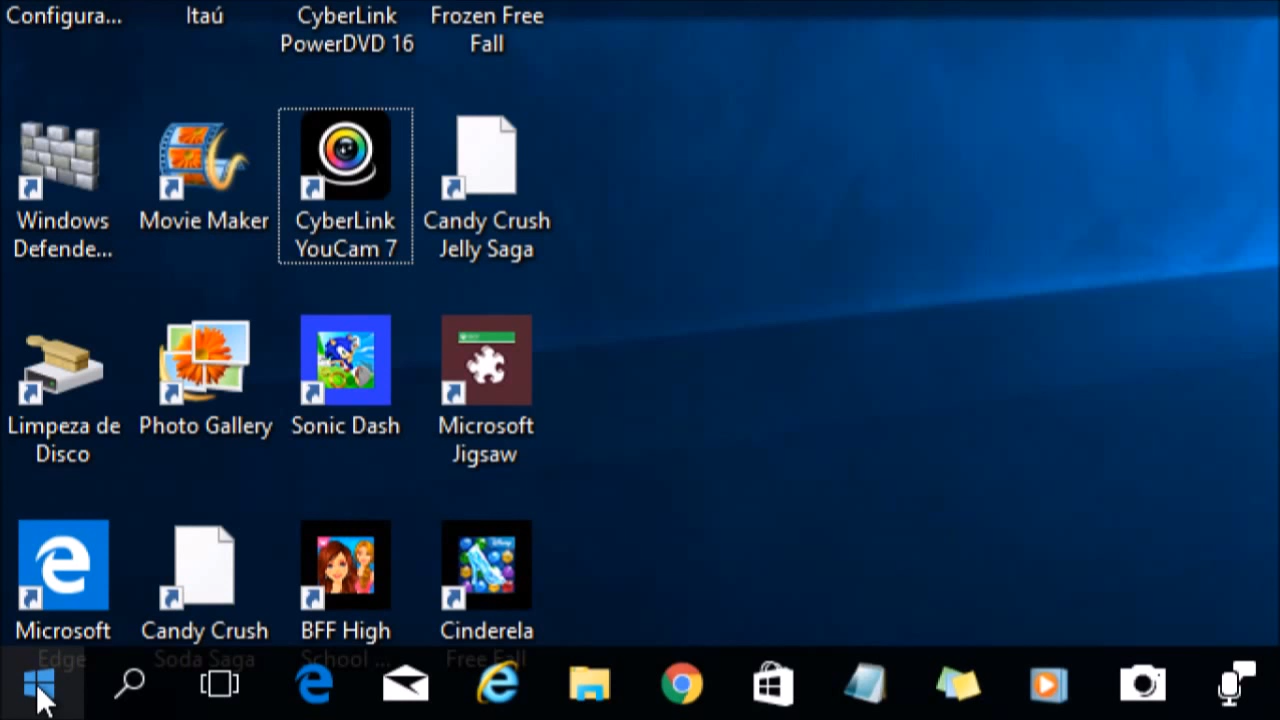 Configura...
Itaú
CyberLink
PowerDVD 16
Frozen Free
Fall
Windows
Defende...
Movie Maker
CyberLink
YouCam 7
Candy Crush
Jelly Saga
Limpeza de
Disco
Photo Gallery
Sonic Dash
Microsoft
Jigsaw
Microsoft
Edge
Candy Crush
Soda Saga
BFF High
School ...
Cinderela
Free Fall